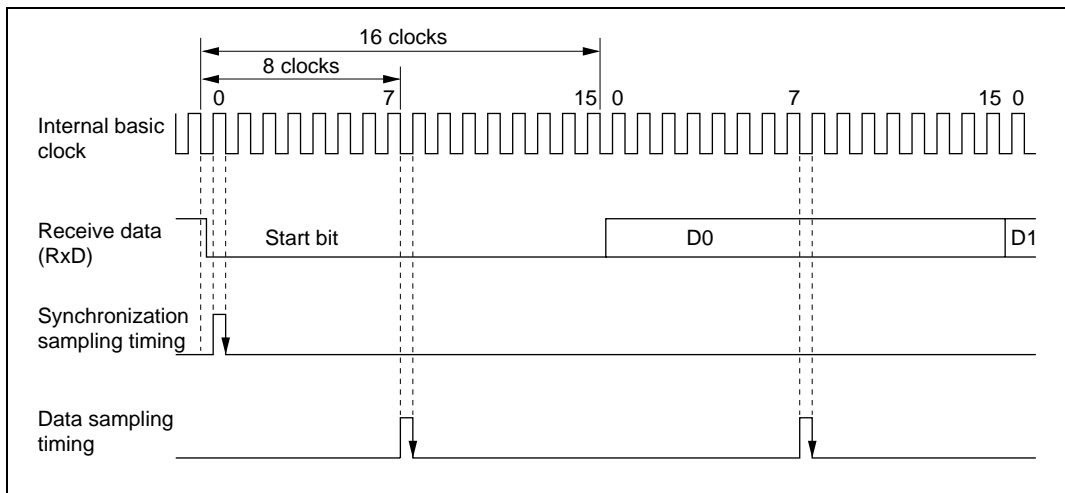 16 clocks
8 clocks
0 7 15 0 7 15 0
Internal basic
clock
Receive data
(RxD)
Start bit D0 D1
Synchronization
sampling timing
Data sampling
timing